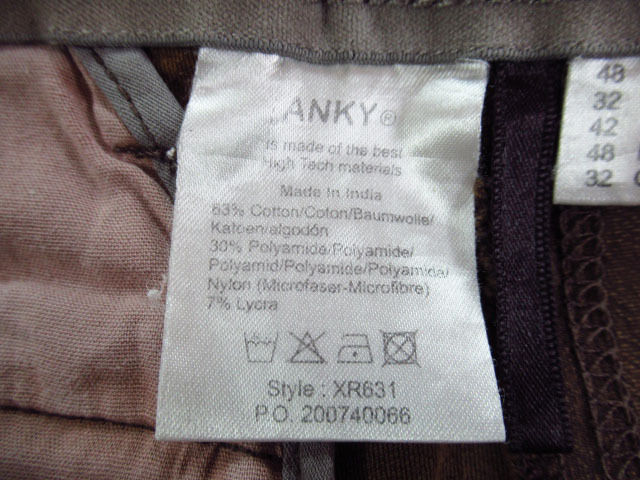 ANKY®
is made of the best
High Tech materials
Made in India
63% Cotton/Coton/Baumwolle/
Katoen/algodón
30% Polyamide/Polyamide/
Polyamid/Polyamide/Polyamida/
Nylon (Microfaser-Microfibre)
7% Lycra
Style : XR631
P.O. 200740066
48
32
42
48
32